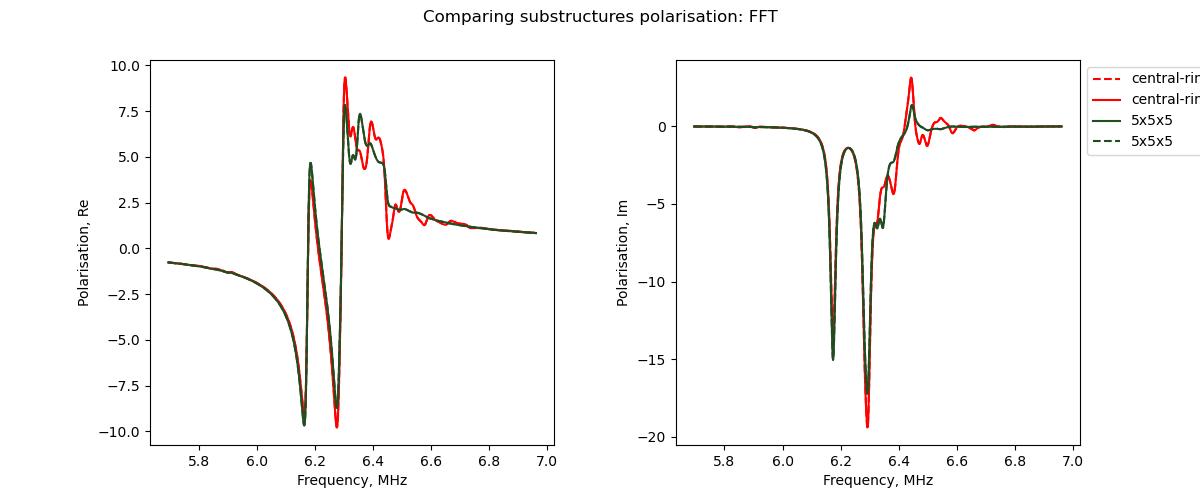 Comparing substructures polarisation: FFT
Polarisation, Re
10.0
7.5
5.0
2.5
0.0
−2.5
−5.0
−7.5
−10.0
5.8 6.0 6.2 6.4 6.6 6.8 7.0
Frequency, MHz
Polarisation, Im
0
−5
−10
−15
−20
5.8 6.0 6.2 6.4 6.6 6.8 7.0
Frequency, MHz
5x5x5
5x5x5